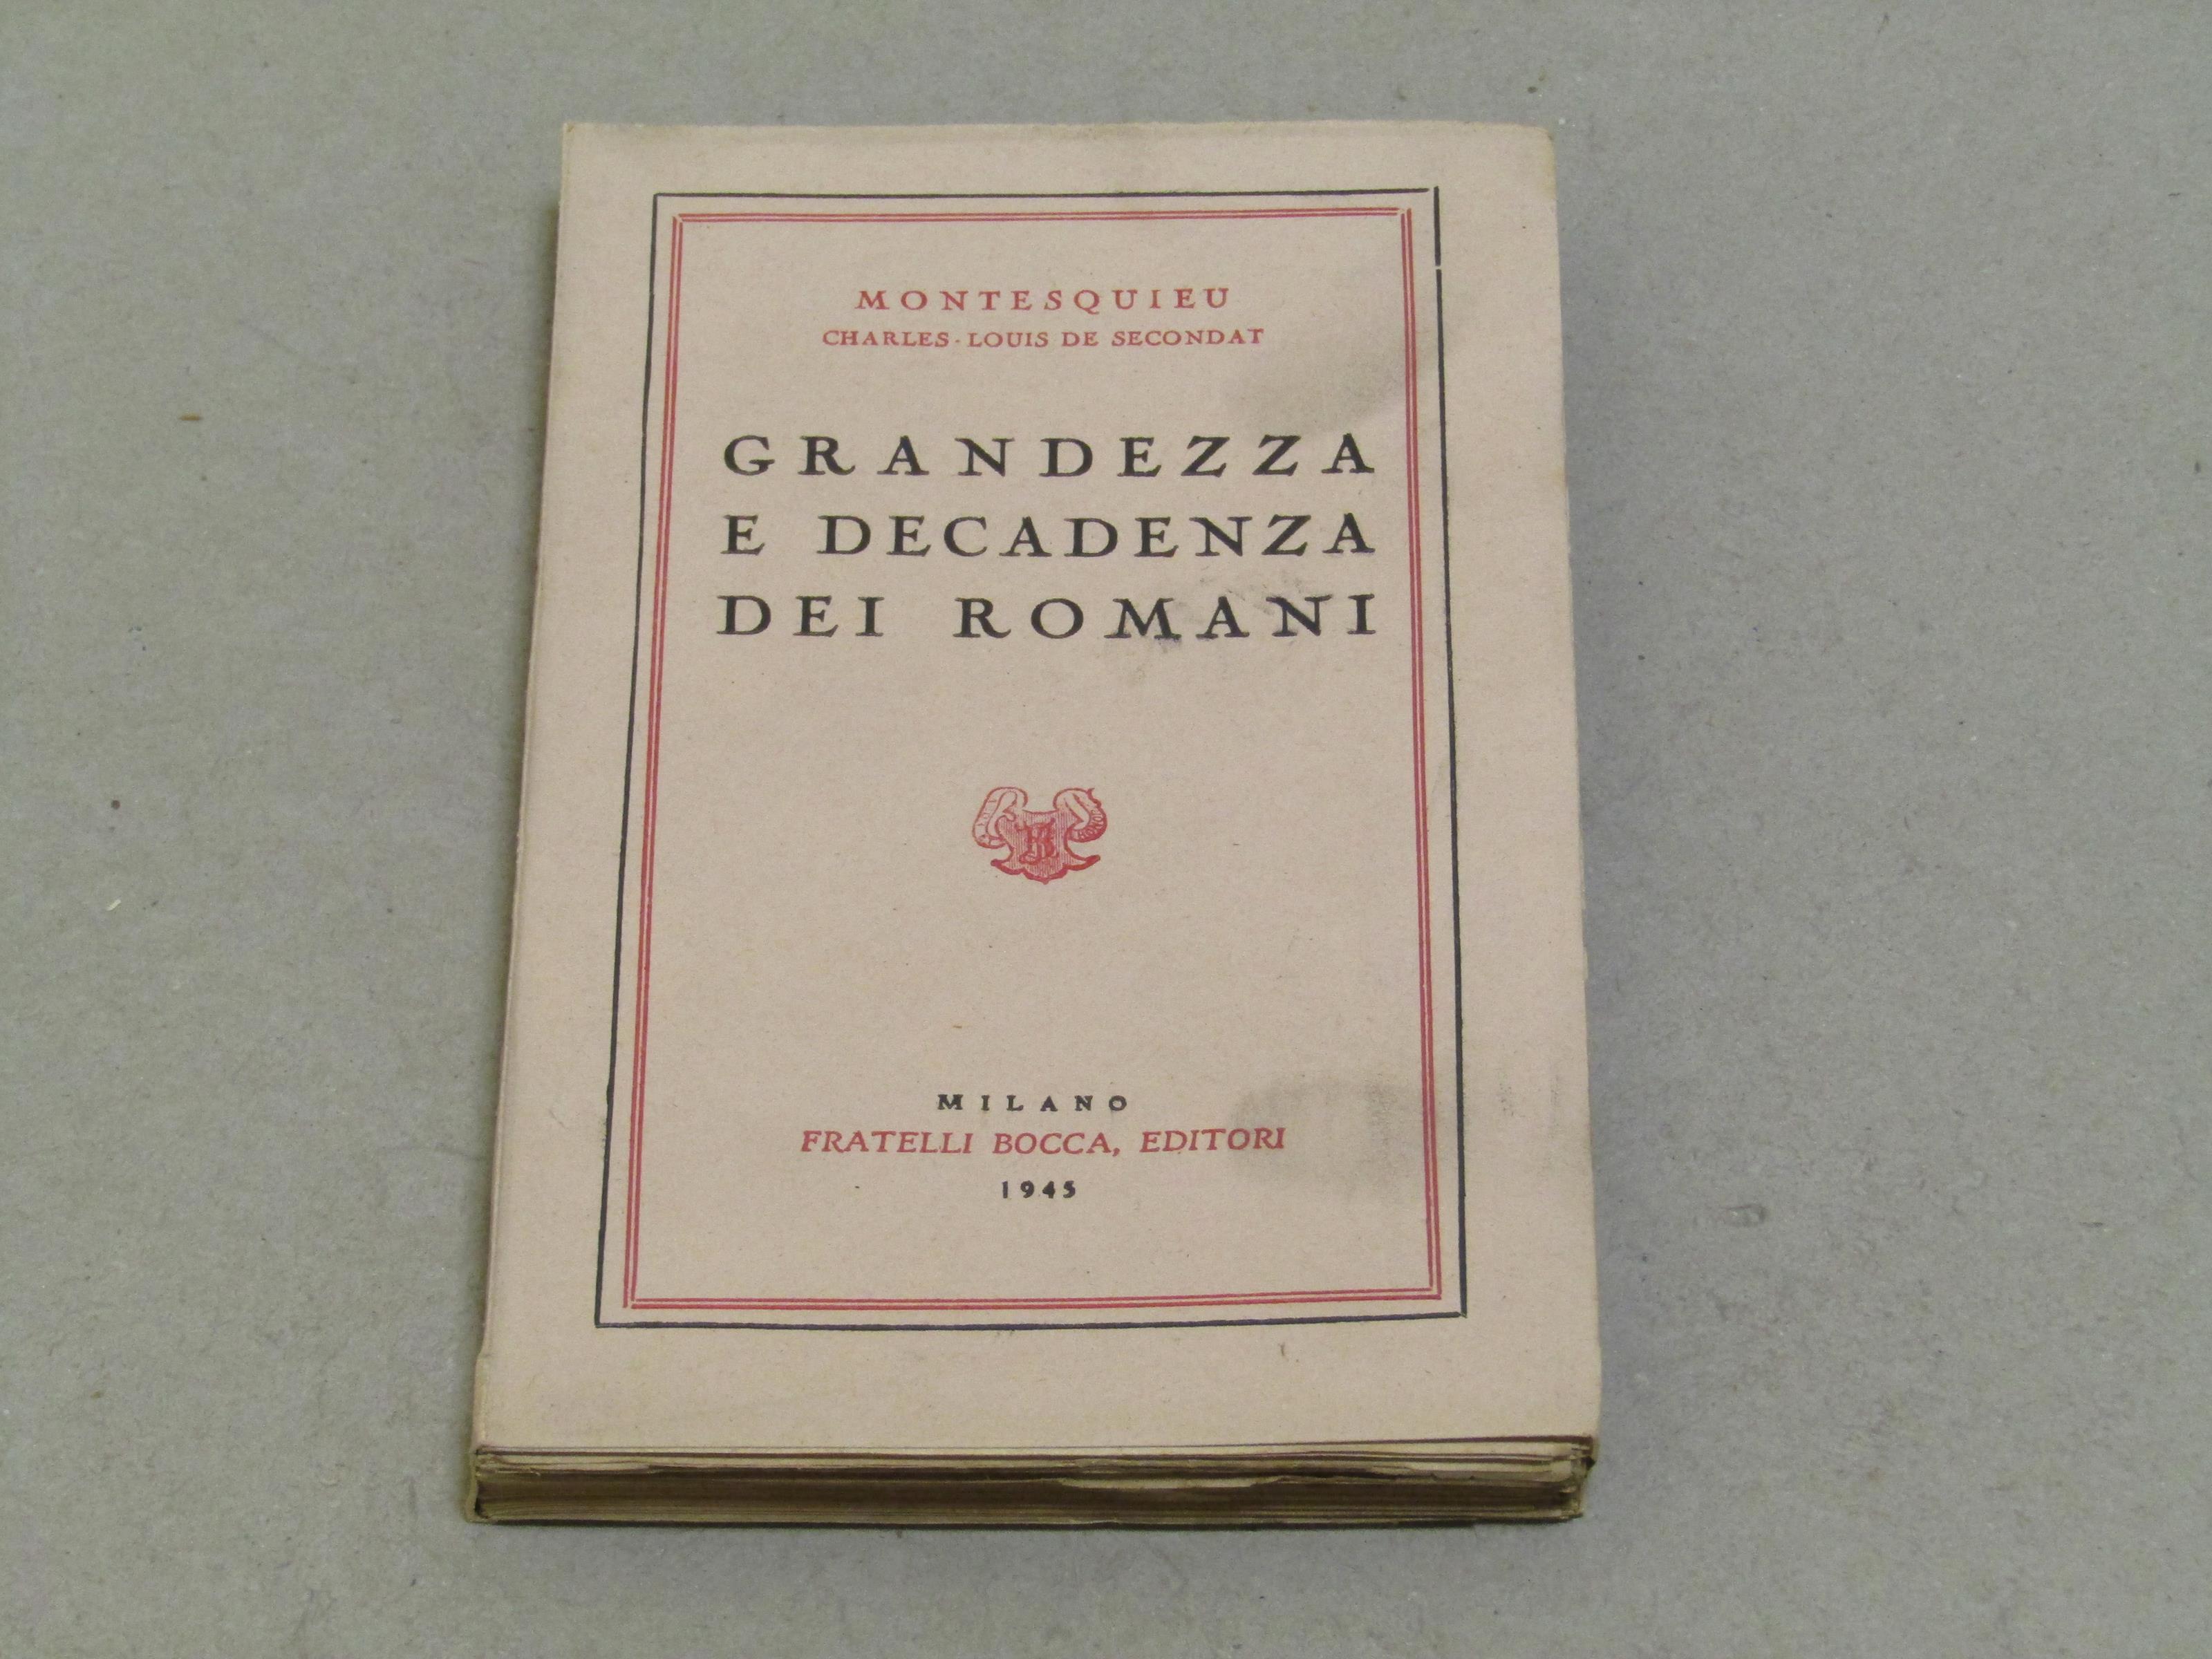 MONTESQUIEU
CHARLES-LOUIS DE SECONDAT
GRANDEZZA
E DECADENZA
DEI ROMANI
MILANO
FRATELLI BOCCA, EDITORI
1945